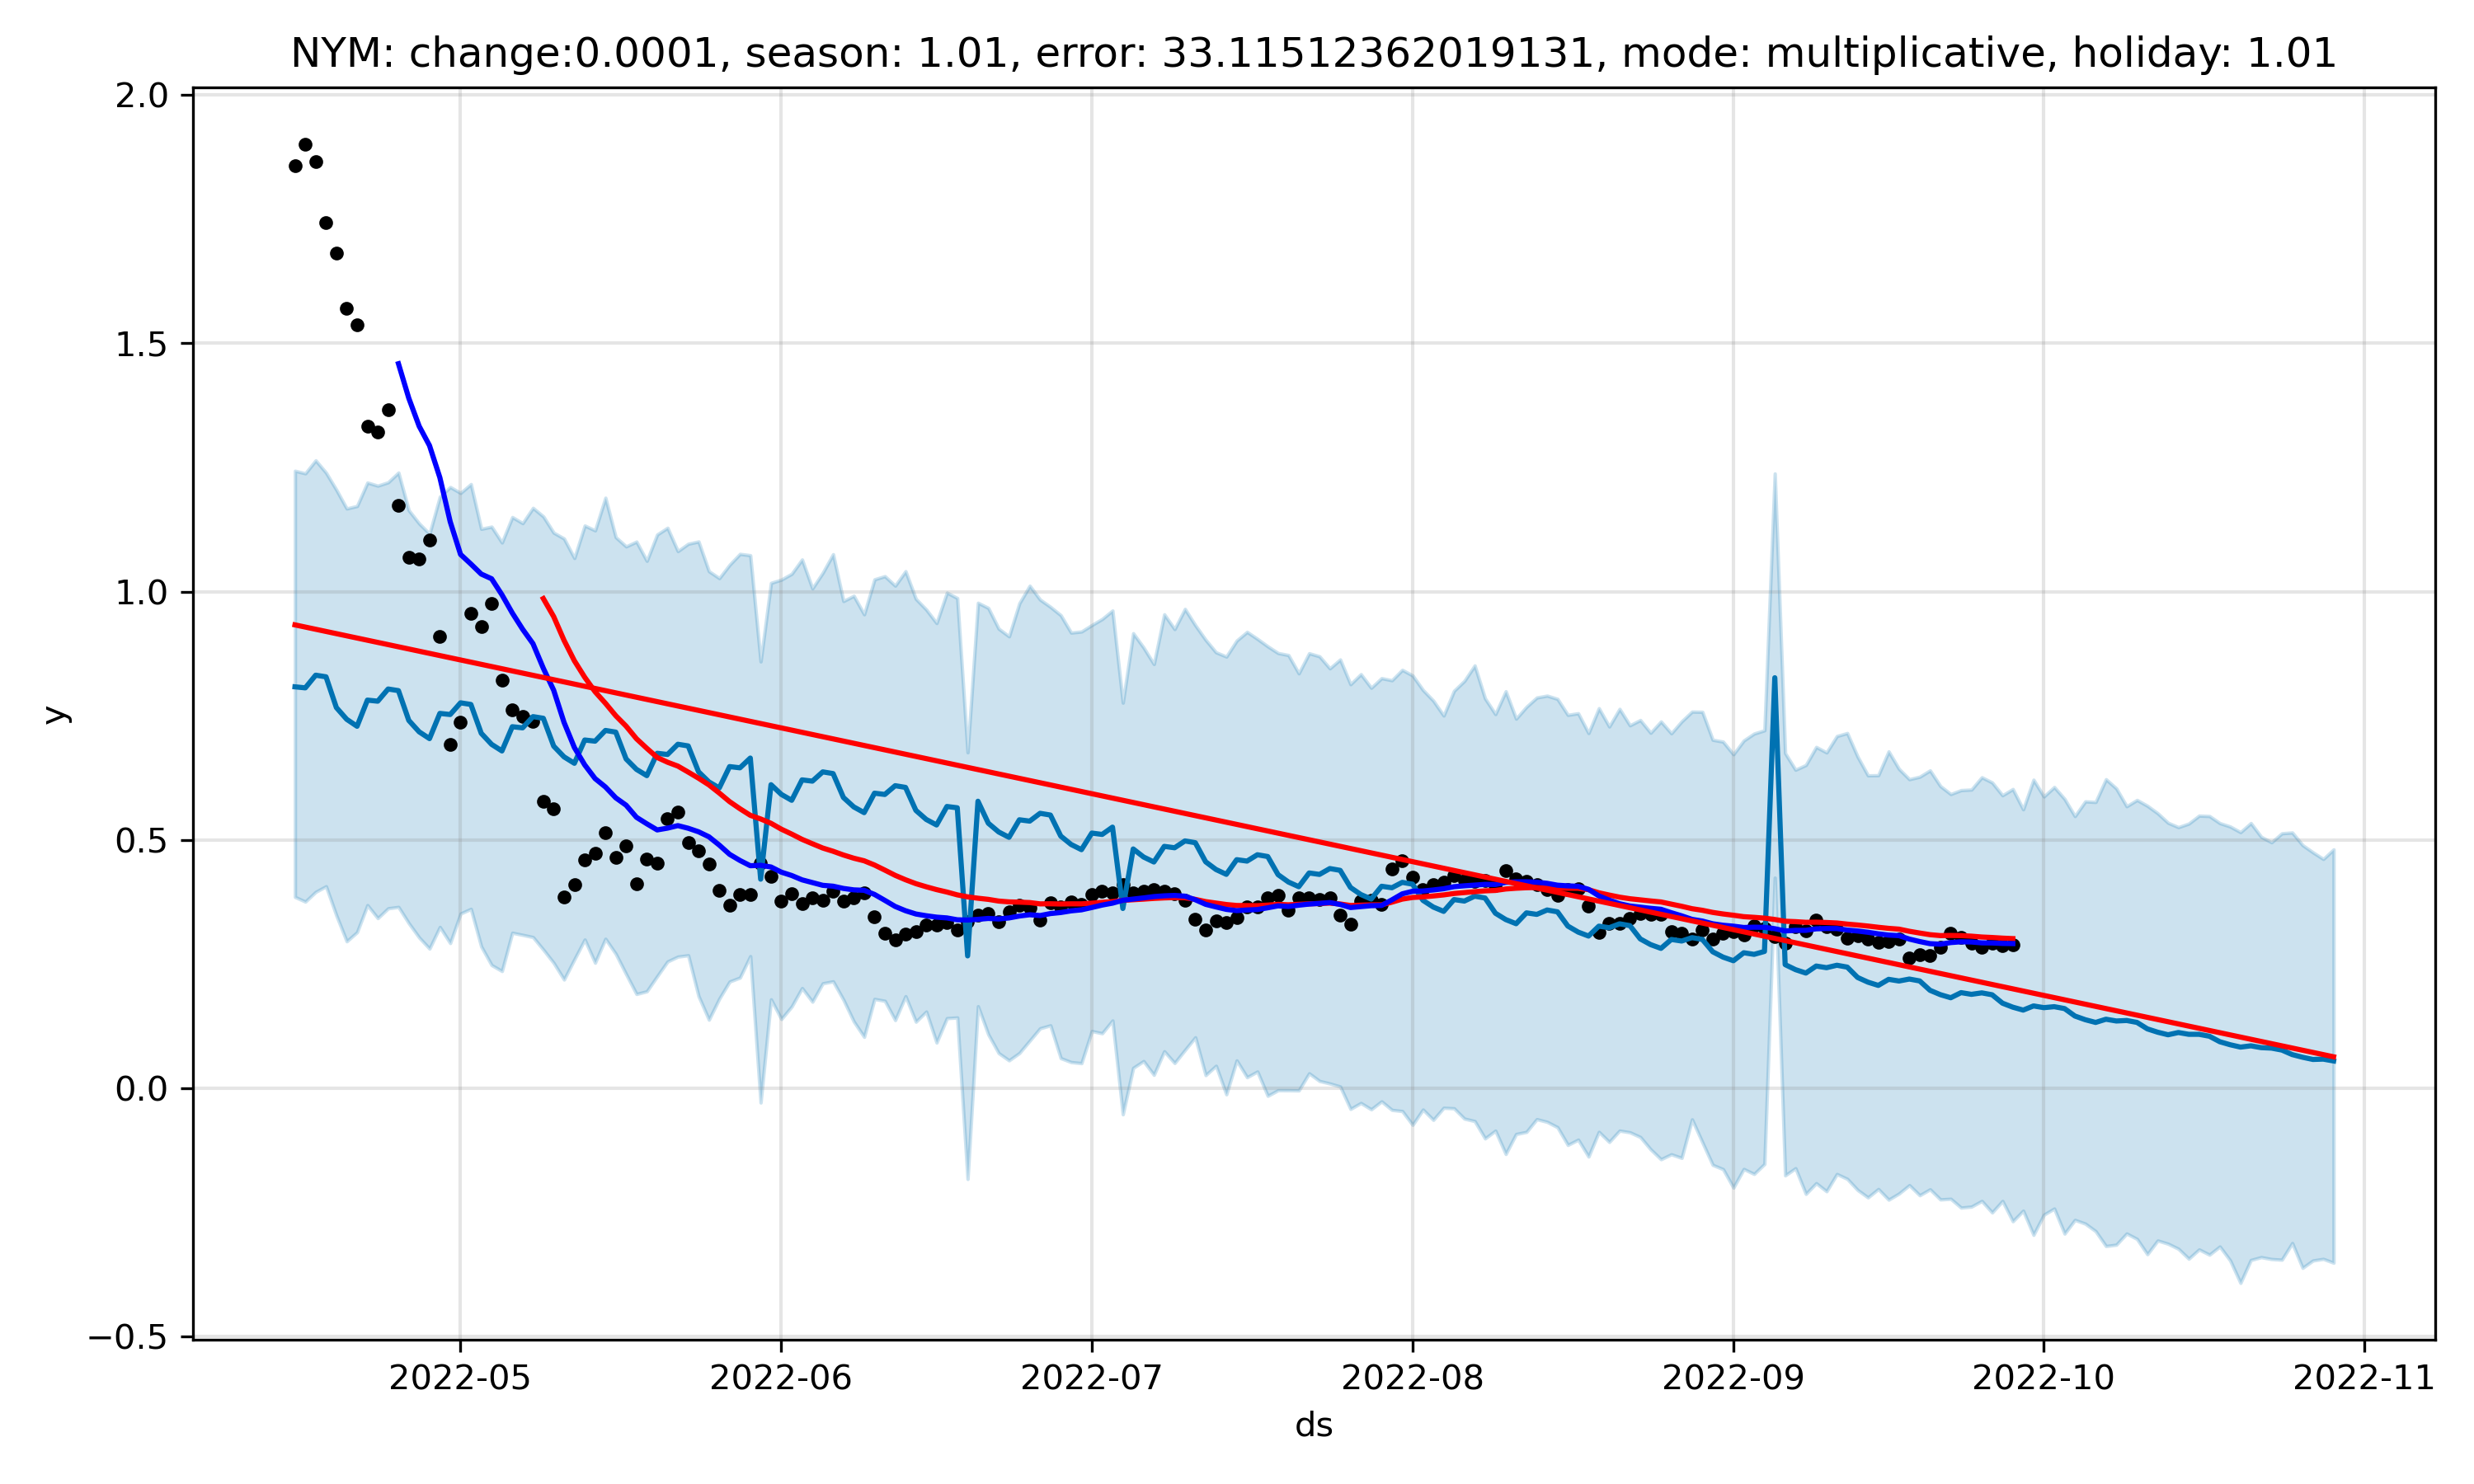 NYM: change:0.0001, season: 1.01, error: 33.11512362019131, mode: multiplicative, holiday: 1.01
2.0
1.5
1.0
0.5
0.0
−0.5
y
2022-05 2022-06 2022-07 2022-08 2022-09 2022-10 2022-11
ds